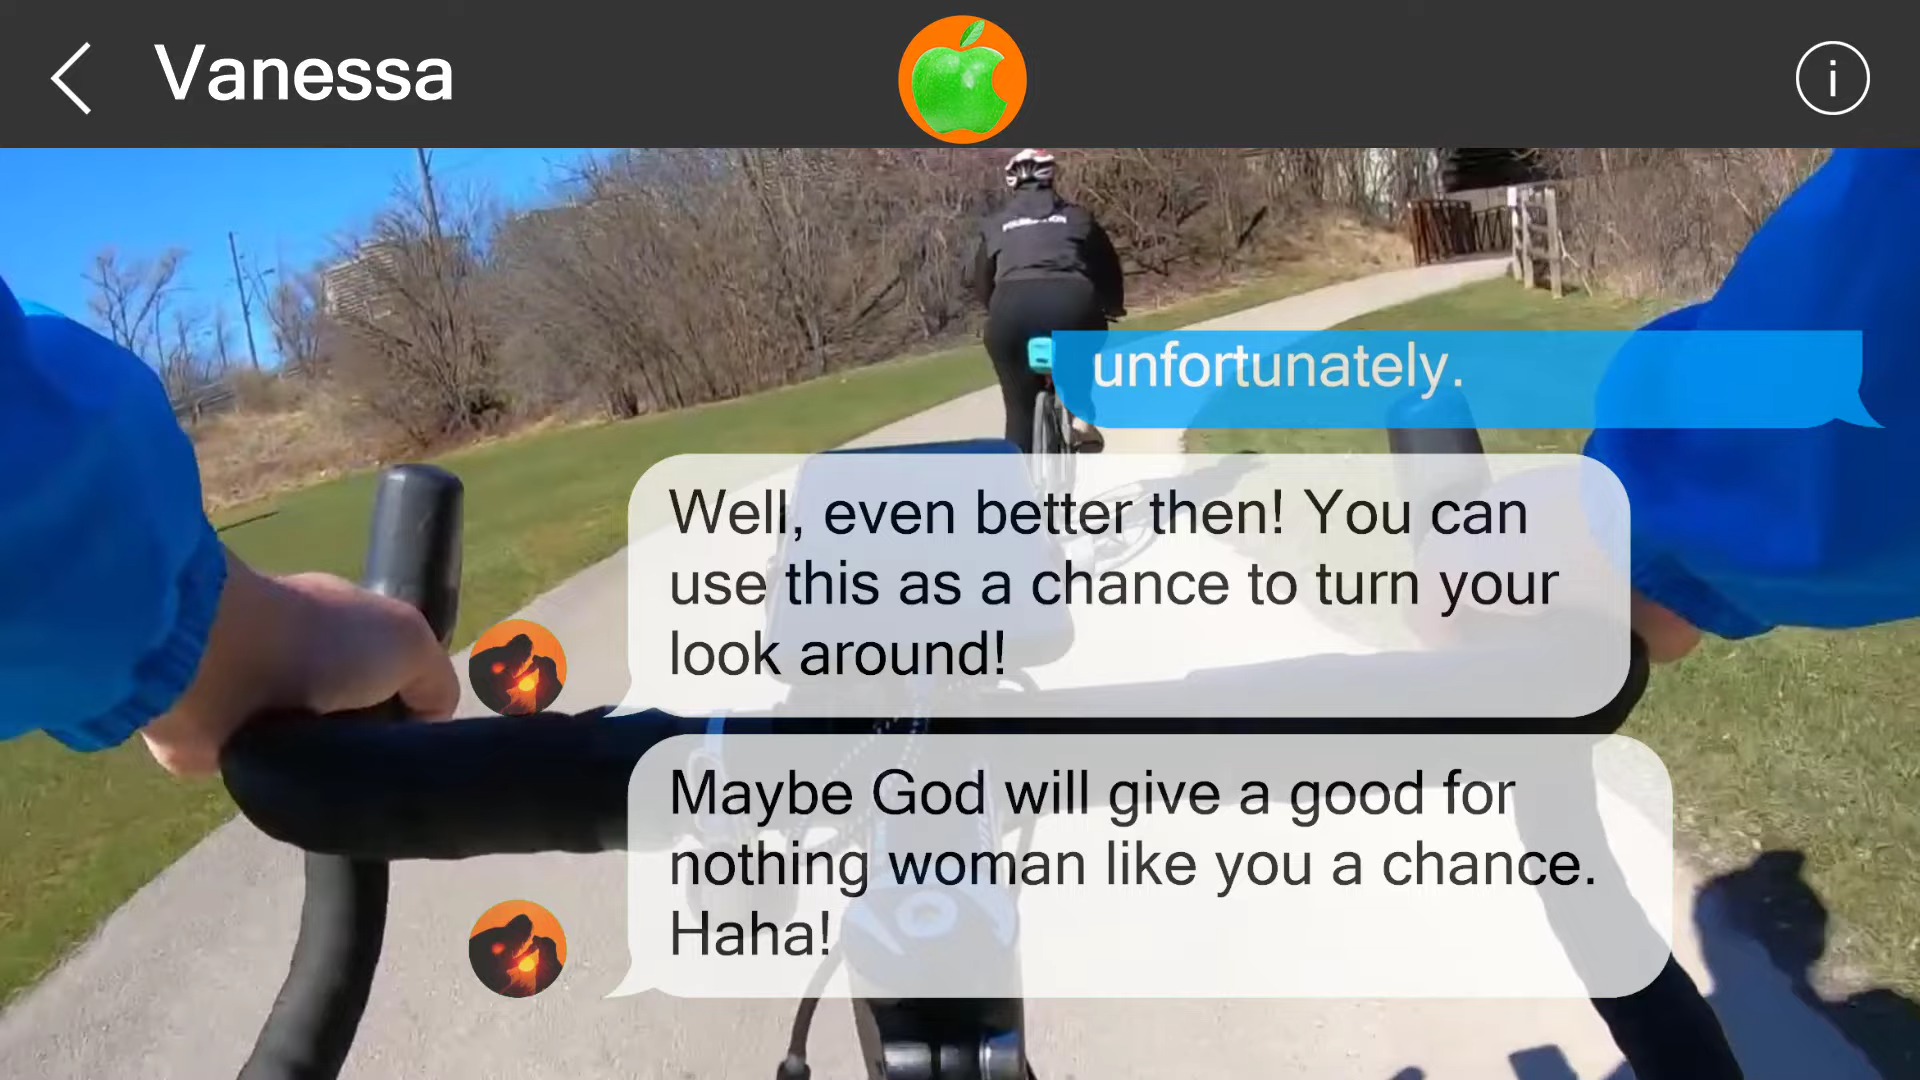 Vanessa
unfortunately.
Well, even better then! You can
use this as a chance to turn your
look around!
Maybe God will give a good for
nothing woman like you a chance.
Haha!